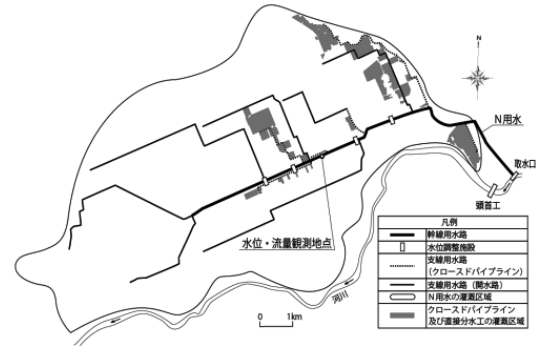 N
N用水
取水口
頭首工
水位・流量観測地点
河川
0 1km
凡例
幹線用水路
水位調整施設
支線用水路
(クローズドパイプライン)
支線用水路(開水路)
N用水の灌漑区域
クローズドパイプライン
及び直接分水工の灌漑区域